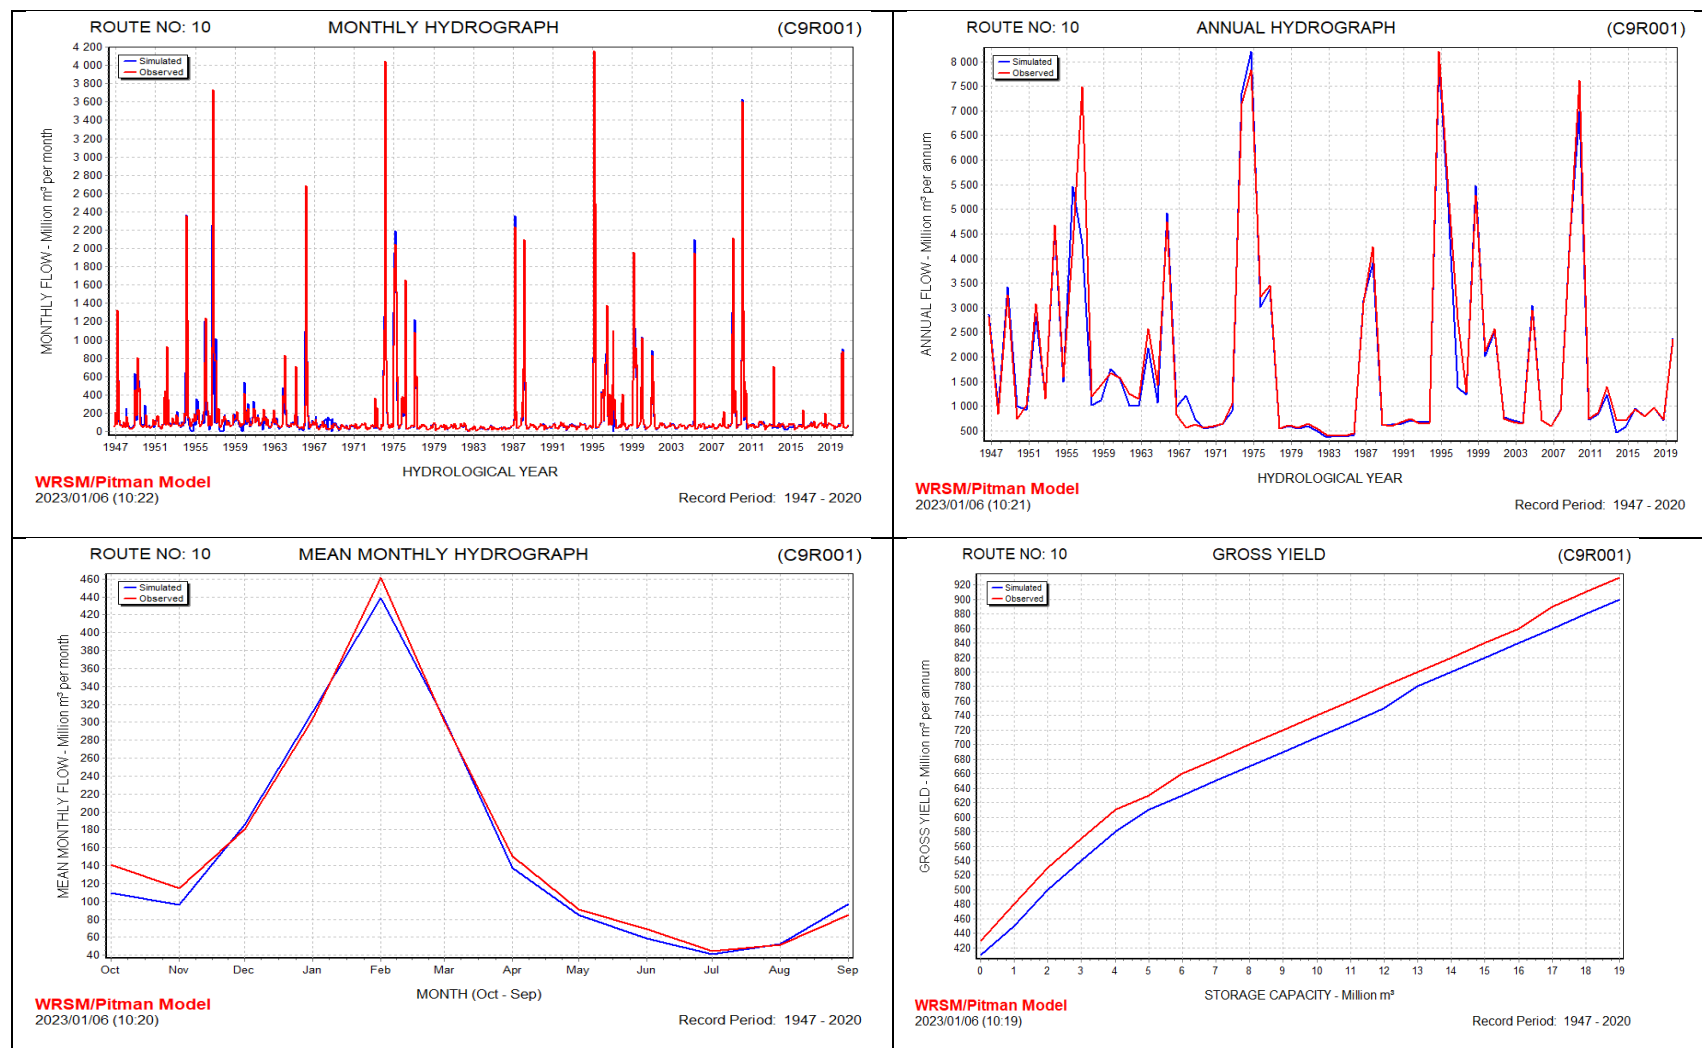 ROUTE NO: 10 MONTHLY HYDROGRAPH (C9R001)
Simulated
Observed
MONTHLY FLOW - Million m³ per month
4 200
4 000
3 800
3 600
3 400
3 200
3 000
2 800
2 600
2 400
2 200
2 000
1 800
1 600
1 400
1 200
1 000
800
600
400
200
0
1947 1951 1955 1959 1963 1967 1971 1975 1979 1983 1987 1991 1995 1999 2003 2007 2011 2015 2019
HYDROLOGICAL YEAR
WRSM/Pitman Model
2023/01/06 (10:22) Record Period: 1947 - 2020
ROUTE NO: 10 ANNUAL HYDROGRAPH (C9R001)
Simulated
Observed
ANNUAL FLOW - Million m³ per annum
8 000
7 500
7 000
6 500
6 000
5 500
5 000
4 500
4 000
3 500
3 000
2 500
2 000
1 500
1 000
500
1947 1951 1955 1959 1963 1967 1971 1975 1979 1983 1987 1991 1995 1999 2003 2007 2011 2015 2019
HYDROLOGICAL YEAR
WRSM/Pitman Model
2023/01/06 (10:21) Record Period: 1947 - 2020
ROUTE NO: 10 MEAN MONTHLY HYDROGRAPH (C9R001)
Simulated
Observed
MEAN MONTHLY FLOW - Million m³ per month
460
440
420
400
380
360
340
320
300
280
260
240
220
200
180
160
140
120
100
80
60
40
Oct Nov Dec Jan Feb Mar Apr May Jun Jul Aug Sep
MONTH (Oct - Sep)
WRSM/Pitman Model
2023/01/06 (10:20) Record Period: 1947 - 2020
ROUTE NO: 10 GROSS YIELD (C9R001)
Simulated
Observed
GROSS YIELD - Million m³ per annum
920
900
880
860
840
820
800
780
760
740
720
700
680
660
640
620
600
580
560
540
520
500
480
460
440
420
0 1 2 3 4 5 6 7 8 9 10 11 12 13 14 15 16 17 18 19
STORAGE CAPACITY - Million m³
WRSM/Pitman Model
2023/01/06 (10:19) Record Period: 1947 - 2020